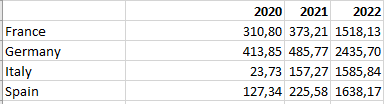 2020 2021 2022
France 310,80 373,21 1518,13
Germany 413,85 485,77 2435,70
Italy 23,73 157,27 1585,84
Spain 127,34 225,58 1638,17